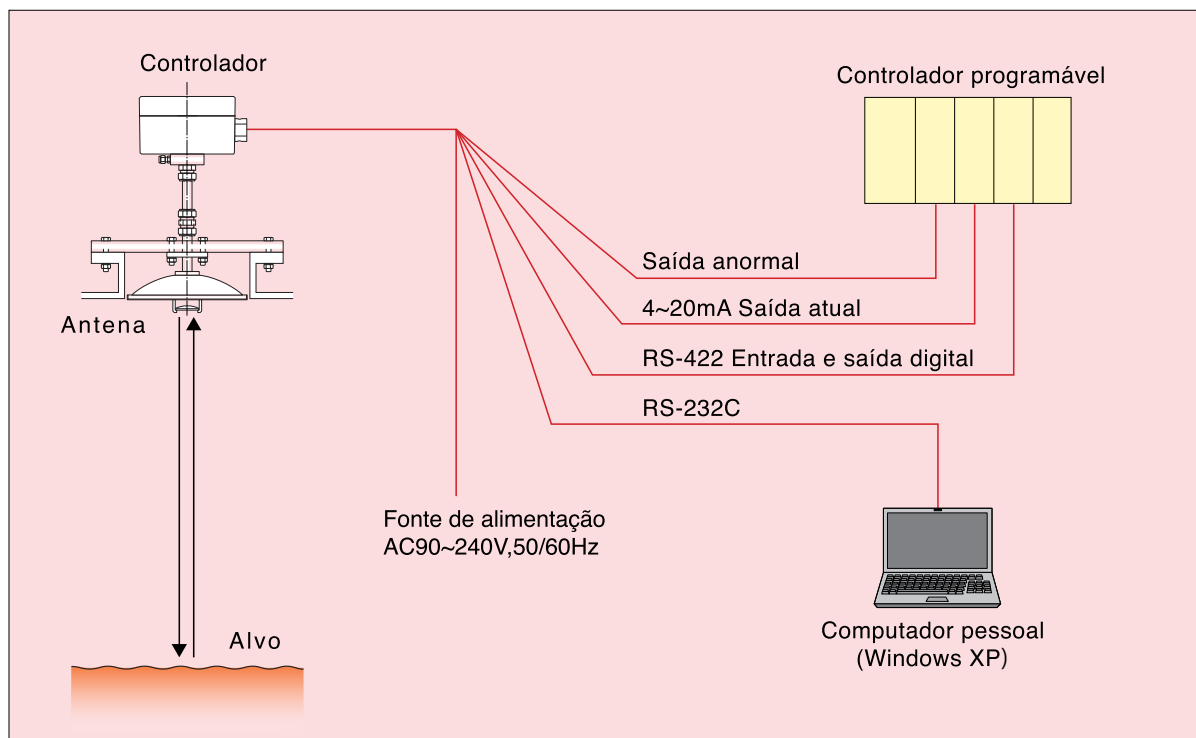 Controlador
Controlador programável
Saída anormal
4~20mA Saída atual
Antena
RS-422 Entrada e saída digital
RS-232C
Fonte de alimentação
AC90~240V,50/60Hz
Alvo
Computador pessoal
(Windows XP)